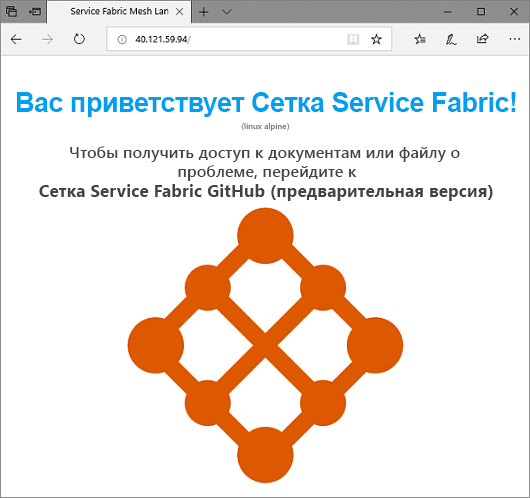 Service Fabric Mesh Lan
40.121.59.94/
Вас приветствует Сетка Service Fabric!
(linux alpine)
Чтобы получить доступ к документам или файлу о
проблеме, перейдите к
Сетка Service Fabric GitHub (предварительная версия)